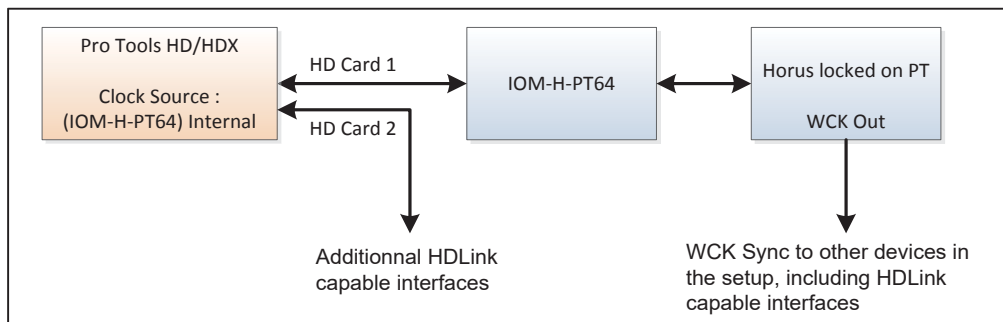 Pro Tools HD/HDX
Clock Source :
(IOM-H-PT64) Internal
HD Card 1
HD Card 2
IOM-H-PT64
Horus locked on PT
WCK Out
Additionnal HDLink
capable interfaces
WCK Sync to other devices in
the setup, including HDLink
capable interfaces